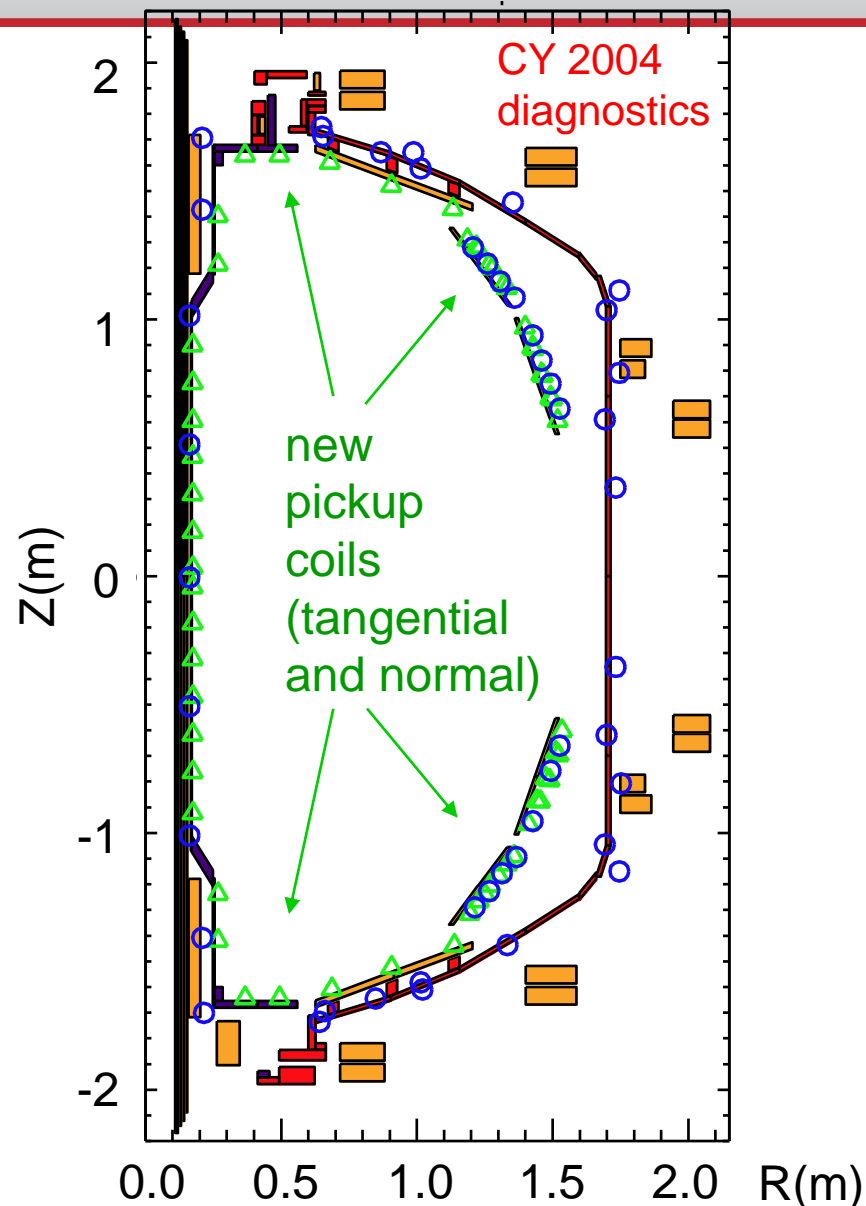 CY 2004
diagnostics
2
1
0
-1
-2
Z(m)
new
pickup
coils
(tangential
and normal)
0.0 0.5 1.0 1.5 2.0 R(m)